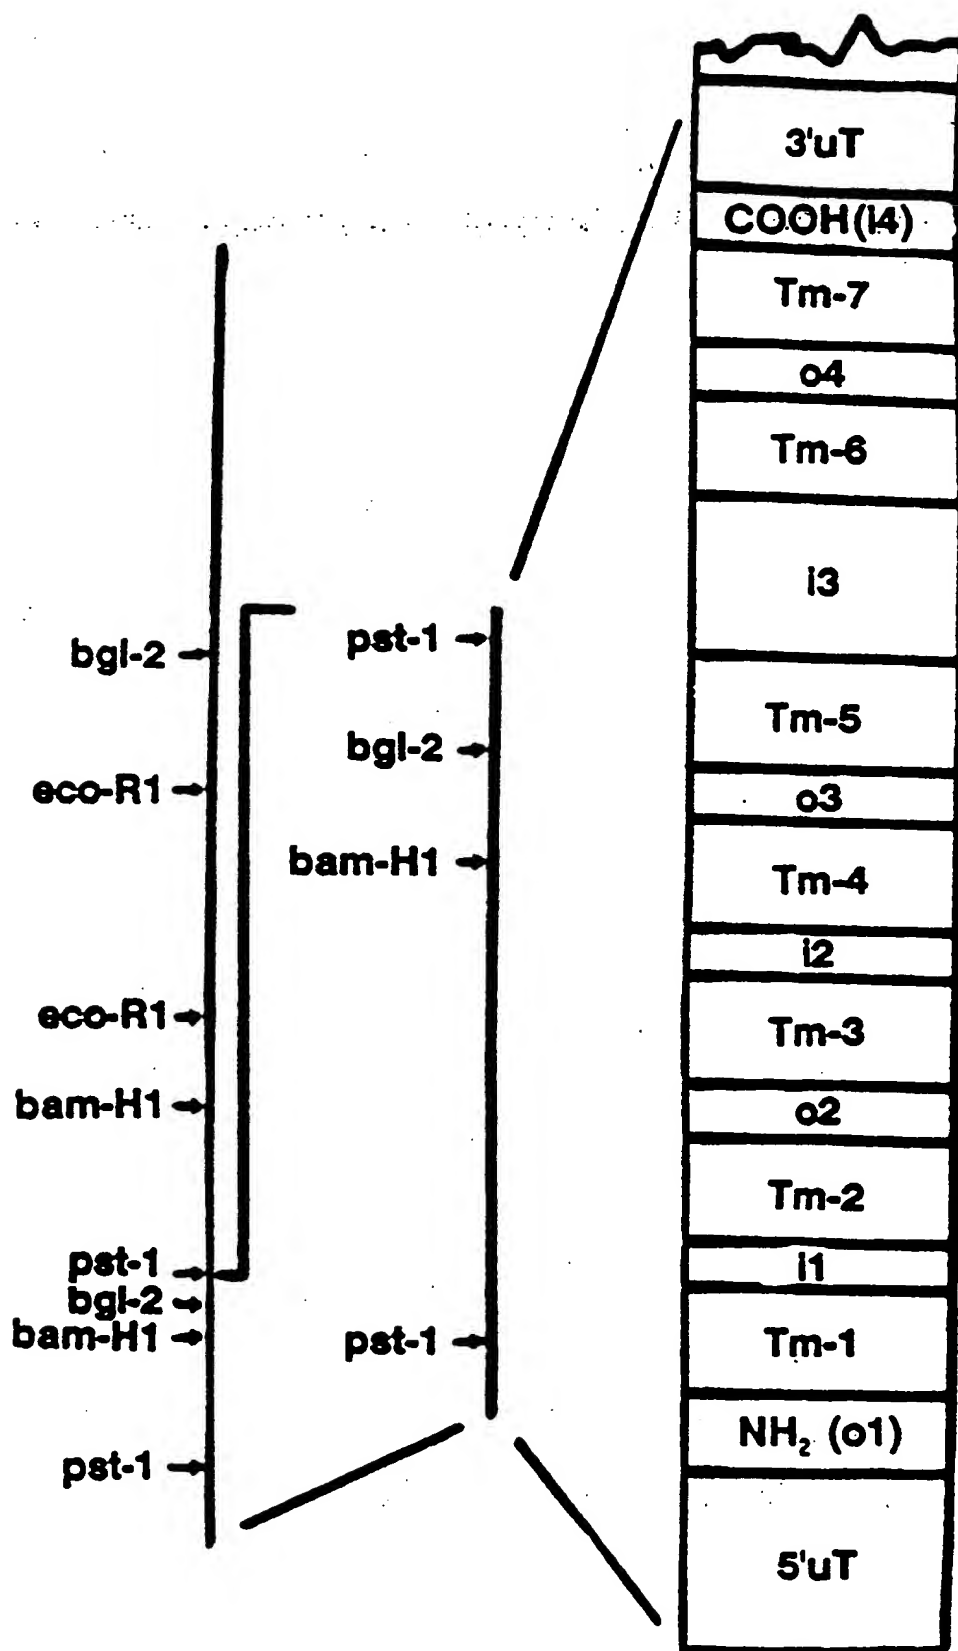 bgl-2
eco-R1
eco-R1
bam-H1
pst-1
bgl-2
bam-H1
pst-1
pst-1
bgl-2
bam-H1
pst-1
3'uT
COOH(i4)
Tm-7
o4
Tm-6
i3
Tm-5
o3
Tm-4
i2
Tm-3
o2
Tm-2
i1
Tm-1
NH₂ (o1)
5'uT